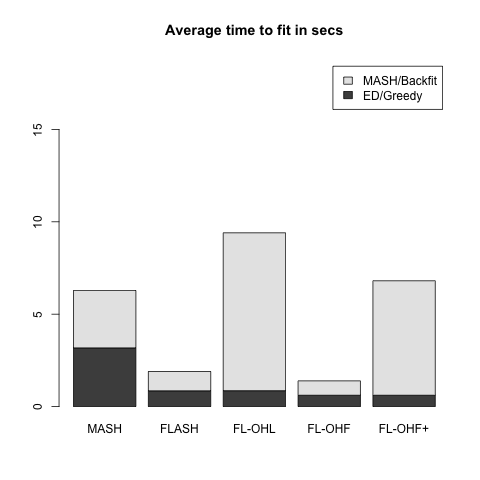 Average time to fit in secs
MASH/Backfit
ED/Greedy
15
10
5
0
MASH FLASH FL-OHL FL-OHF FL-OHF+